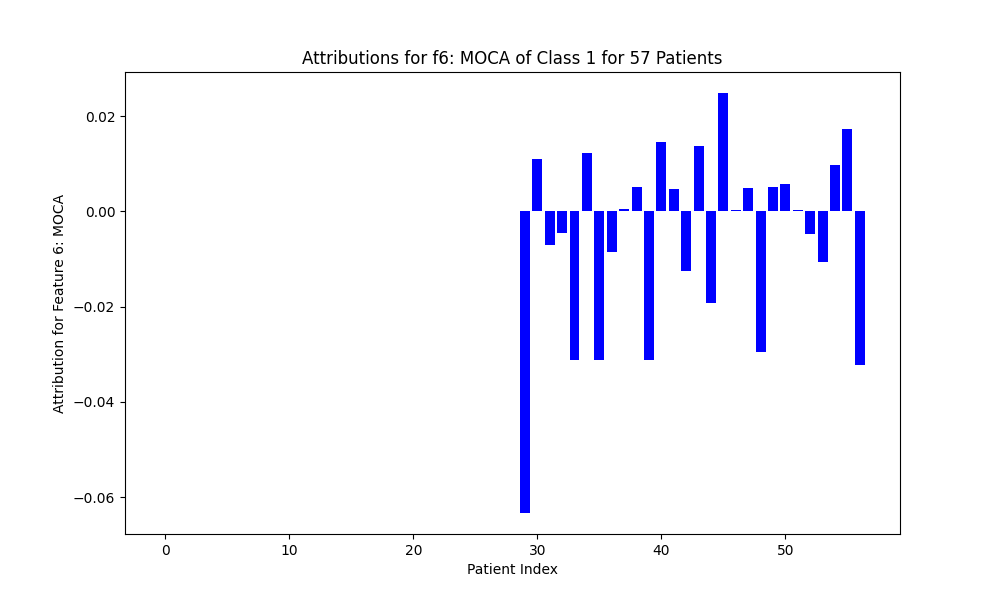 Attributions for f6: MOCA of Class 1 for 57 Patients
Attribution for Feature 6: MOCA
0.02
0.00
−0.02
−0.04
−0.06
0 10 20 30 40 50
Patient Index